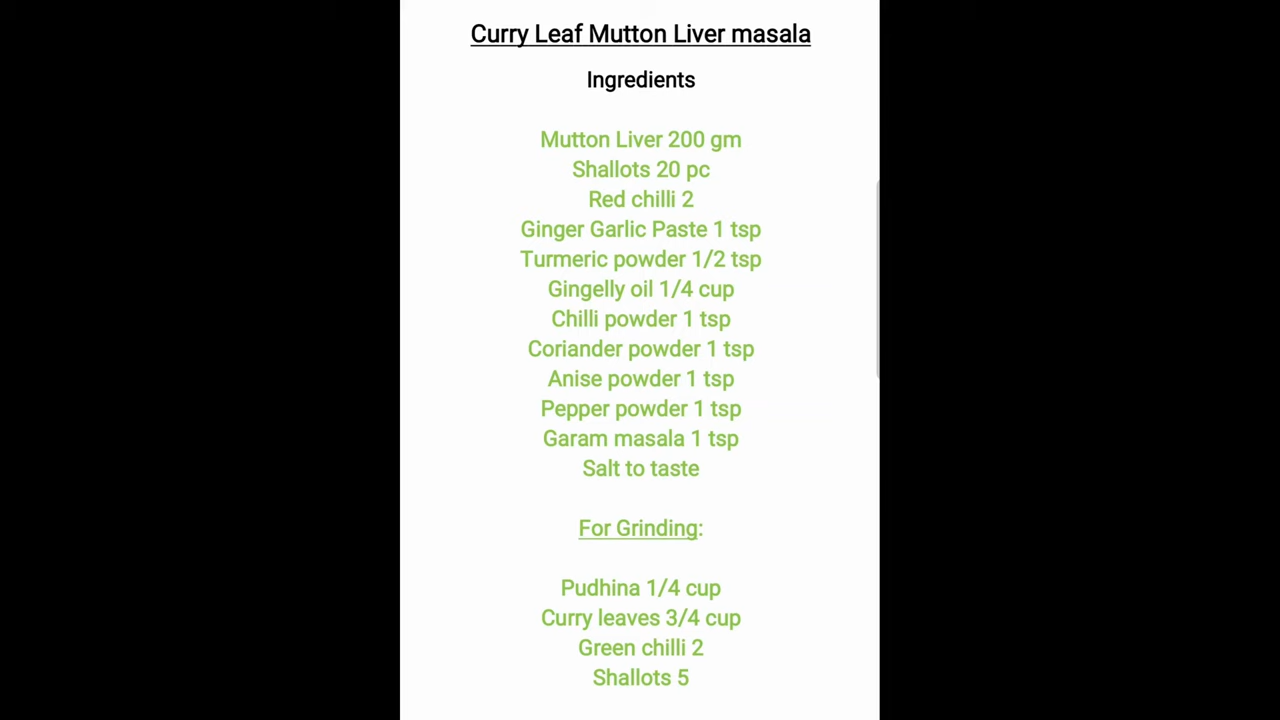 Curry Leaf Mutton Liver masala
Ingredients
Mutton Liver 200 gm
Shallots 20 pc
Red chilli 2
Ginger Garlic Paste 1 tsp
Turmeric powder 1/2 tsp
Gingelly oil 1/4 cup
Chilli powder 1 tsp
Coriander powder 1 tsp
Anise powder 1 tsp
Pepper powder 1 tsp
Garam masala 1 tsp
Salt to taste
For Grinding:
Pudhina 1/4 cup
Curry leaves 3/4 cup
Green chilli 2
Shallots 5